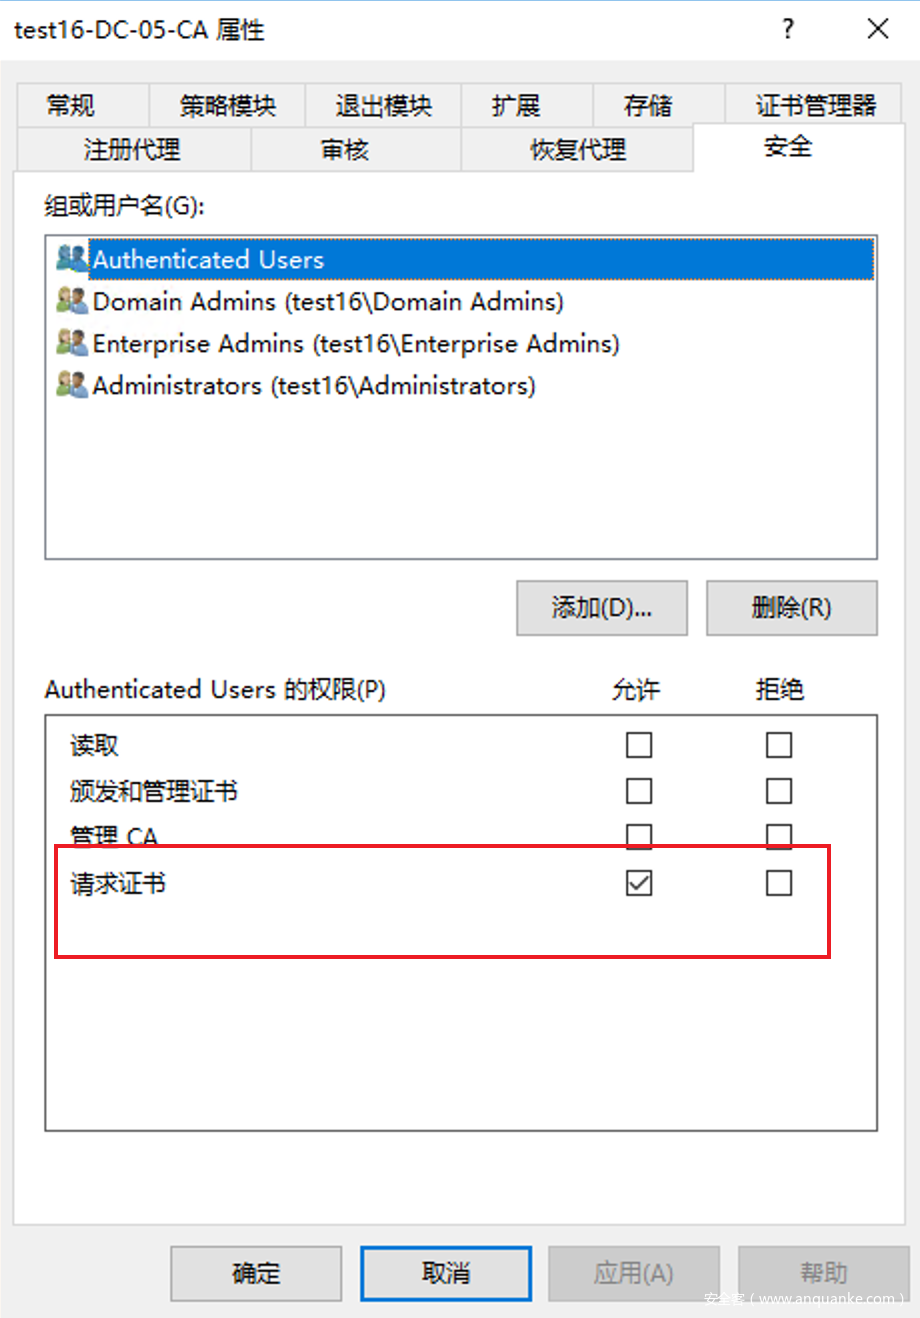 test16-DC-05-CA 属性
常规 策略模块 退出模块 扩展 存储 证书管理器
注册代理 审核 恢复代理 安全
组或用户名(G):
Authenticated Users
Domain Admins (test16\Domain Admins)
Enterprise Admins (test16\Enterprise Admins)
Administrators (test16\Administrators)
添加(D)... 删除(R)
Authenticated Users 的权限(P) 允许 拒绝
读取
颁发和管理证书
管理 CA
请求证书
确定 取消 应用(A) 帮助
安全客 ( www.anquanke.com )